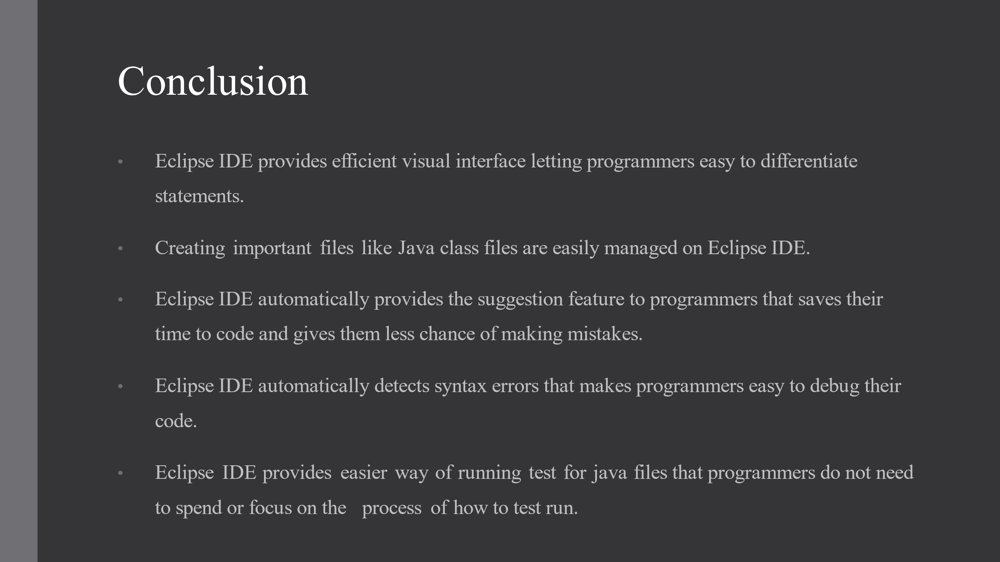 Conclusion
• Eclipse IDE provides efficient visual interface letting programmers easy to differentiate
statements.
• Creating important files like Java class files are easily managed on Eclipse IDE.
• Eclipse IDE automatically provides the suggestion feature to programmers that saves their
time to code and gives them less chance of making mistakes.
• Eclipse IDE automatically detects syntax errors that makes programmers easy to debug their
code.
• Eclipse IDE provides easier way of running test for java files that programmers do not need
to spend or focus on the process of how to test run.